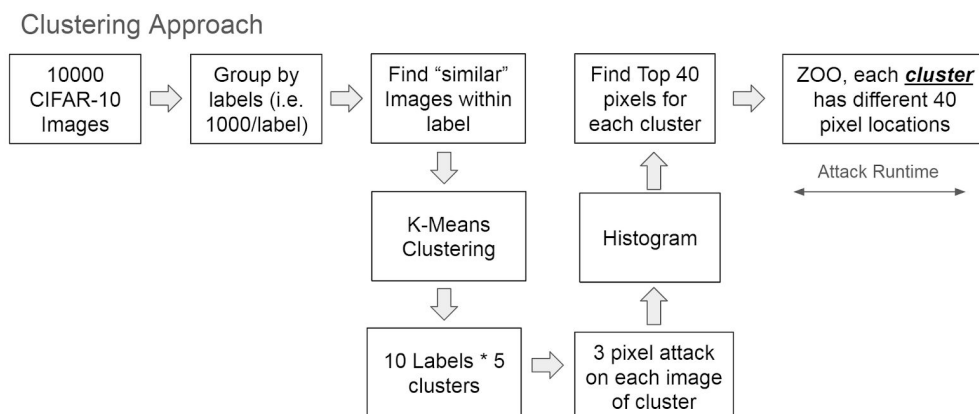 Clustering Approach
10000
CIFAR-10
Images
Group by
labels (i.e.
1000/label)
Find “similar”
Images within
label
K-Means
Clustering
10 Labels * 5
clusters
3 pixel attack
on each image
of cluster
Histogram
Find Top 40
pixels for
each cluster
ZOO, each cluster
has different 40
pixel locations
Attack Runtime